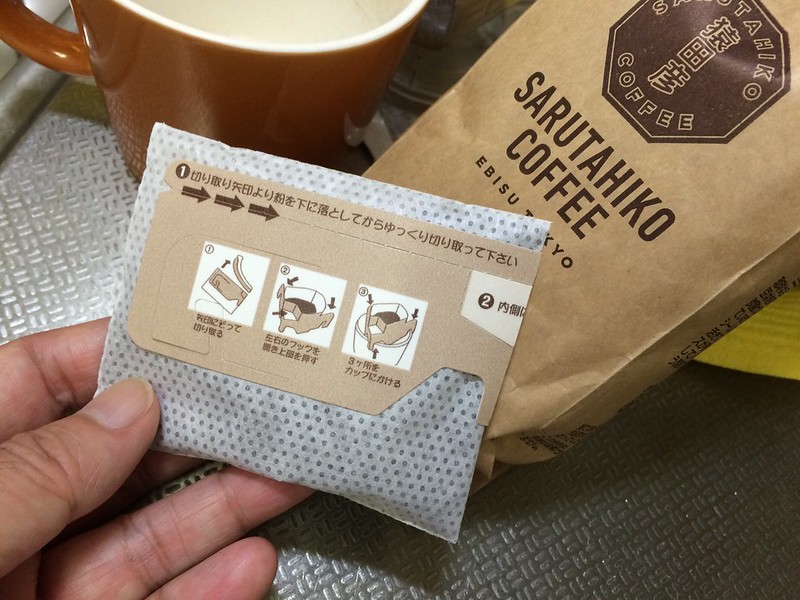 SARUTAHIKO
猿田彦
COFFEE
SARUTAHIKO
COFFEE
EBISU
❶切り取り矢印より粉を下に落としてからゆっくり切り取って下さい
❷内側に
①
矢印にそって
切り取る
②
左右のフックを
開き上図を押す
③
3ヶ所を
カップにかける